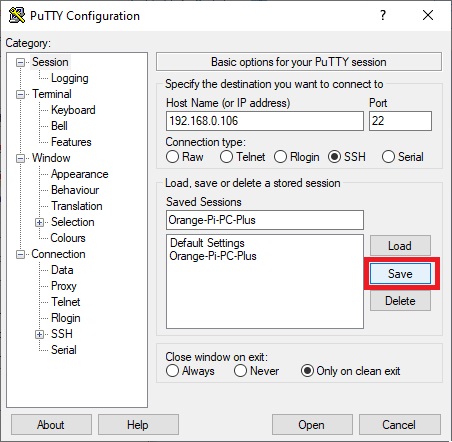 PuTTY Configuration
?
Category:
Session
Logging
Terminal
Keyboard
Bell
Features
Window
Appearance
Behaviour
Translation
Selection
Colours
Connection
Data
Proxy
Telnet
Rlogin
SSH
Serial
Basic options for your PuTTY session
Specify the destination you want to connect to
Host Name (or IP address) Port
192.168.0.106 22
Connection type:
Raw Telnet Rlogin SSH Serial
Load, save or delete a stored session
Saved Sessions
Orange-Pi-PC-Plus
Default Settings
Orange-Pi-PC-Plus
Load
Save
Delete
Close window on exit:
Always Never Only on clean exit
About Help Open Cancel